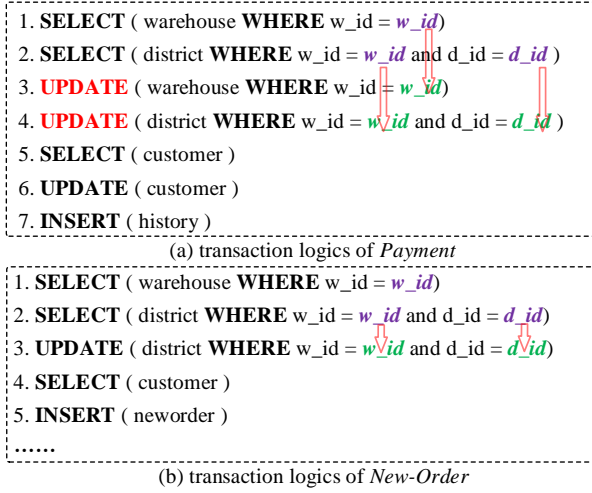 1. SELECT ( warehouse WHERE w_id = w_id)
2. SELECT ( district WHERE w_id = w_id and d_id = d_id )
3. UPDATE ( warehouse WHERE w_id = w_id)
4. UPDATE ( district WHERE w_id = w_id and d_id = d_id )
5. SELECT ( customer )
6. UPDATE ( customer )
7. INSERT ( history )
(a) transaction logics of Payment
1. SELECT ( warehouse WHERE w_id = w_id)
2. SELECT ( district WHERE w_id = w_id and d_id = d_id)
3. UPDATE ( district WHERE w_id = w_id and d_id = d_id)
4. SELECT ( customer )
5. INSERT ( neworder )
......
(b) transaction logics of New-Order